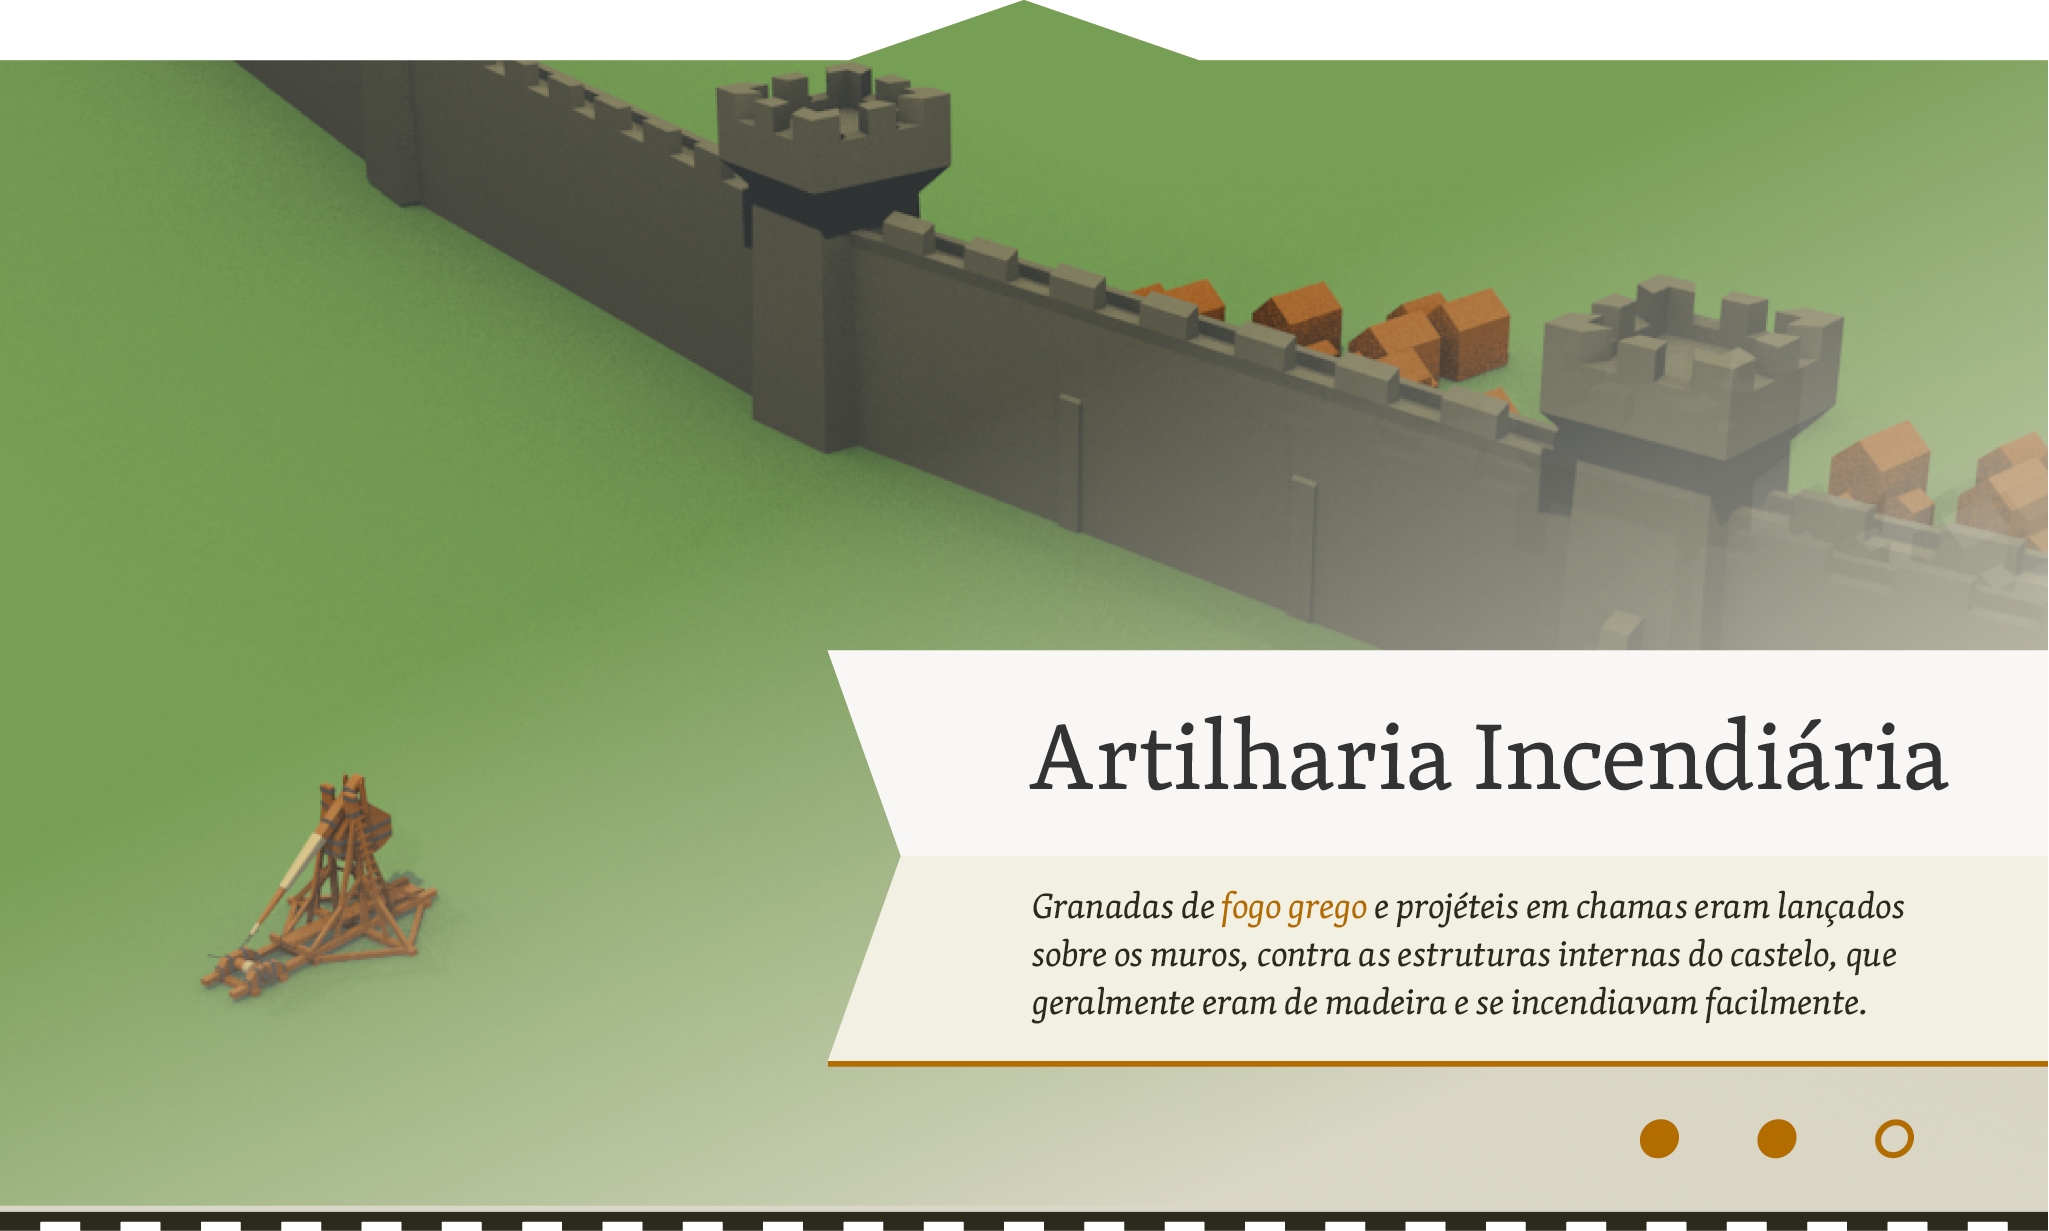 Artilharia Incendiária
Granadas de fogo grego e projéteis em chamas eram lançados
sobre os muros, contra as estruturas internas do castelo, que
geralmente eram de madeira e se incendiavam facilmente.